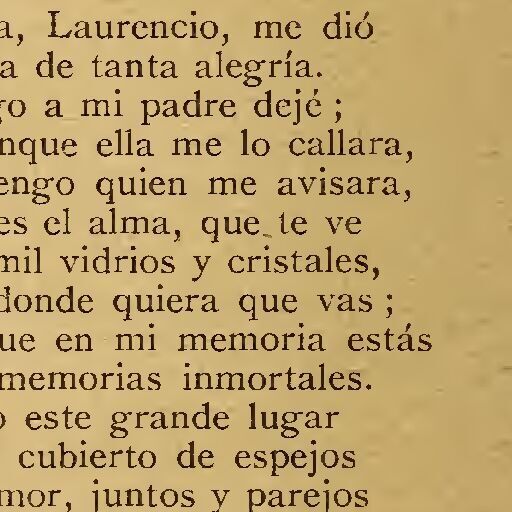 a, Laurencio, me dió
a de tanta alegría.
go a mi padre dejé ;
nque ella me lo callara,
engo quien me avisara,
es el alma, que te ve
mil vidrios y cristales,
donde quiera que vas ;
ue en mi memoria estás
memorias inmortales.
o este grande lugar
cubierto de espejos
mor, juntos y parejos